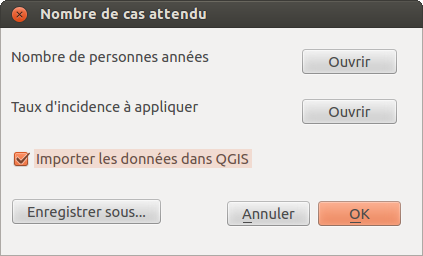 Nombre de cas attendu
Nombre de personnes années
Ouvrir
Taux d'incidence à appliquer
Ouvrir
Importer les données dans QGIS
Enregistrer sous...
Annuler
OK